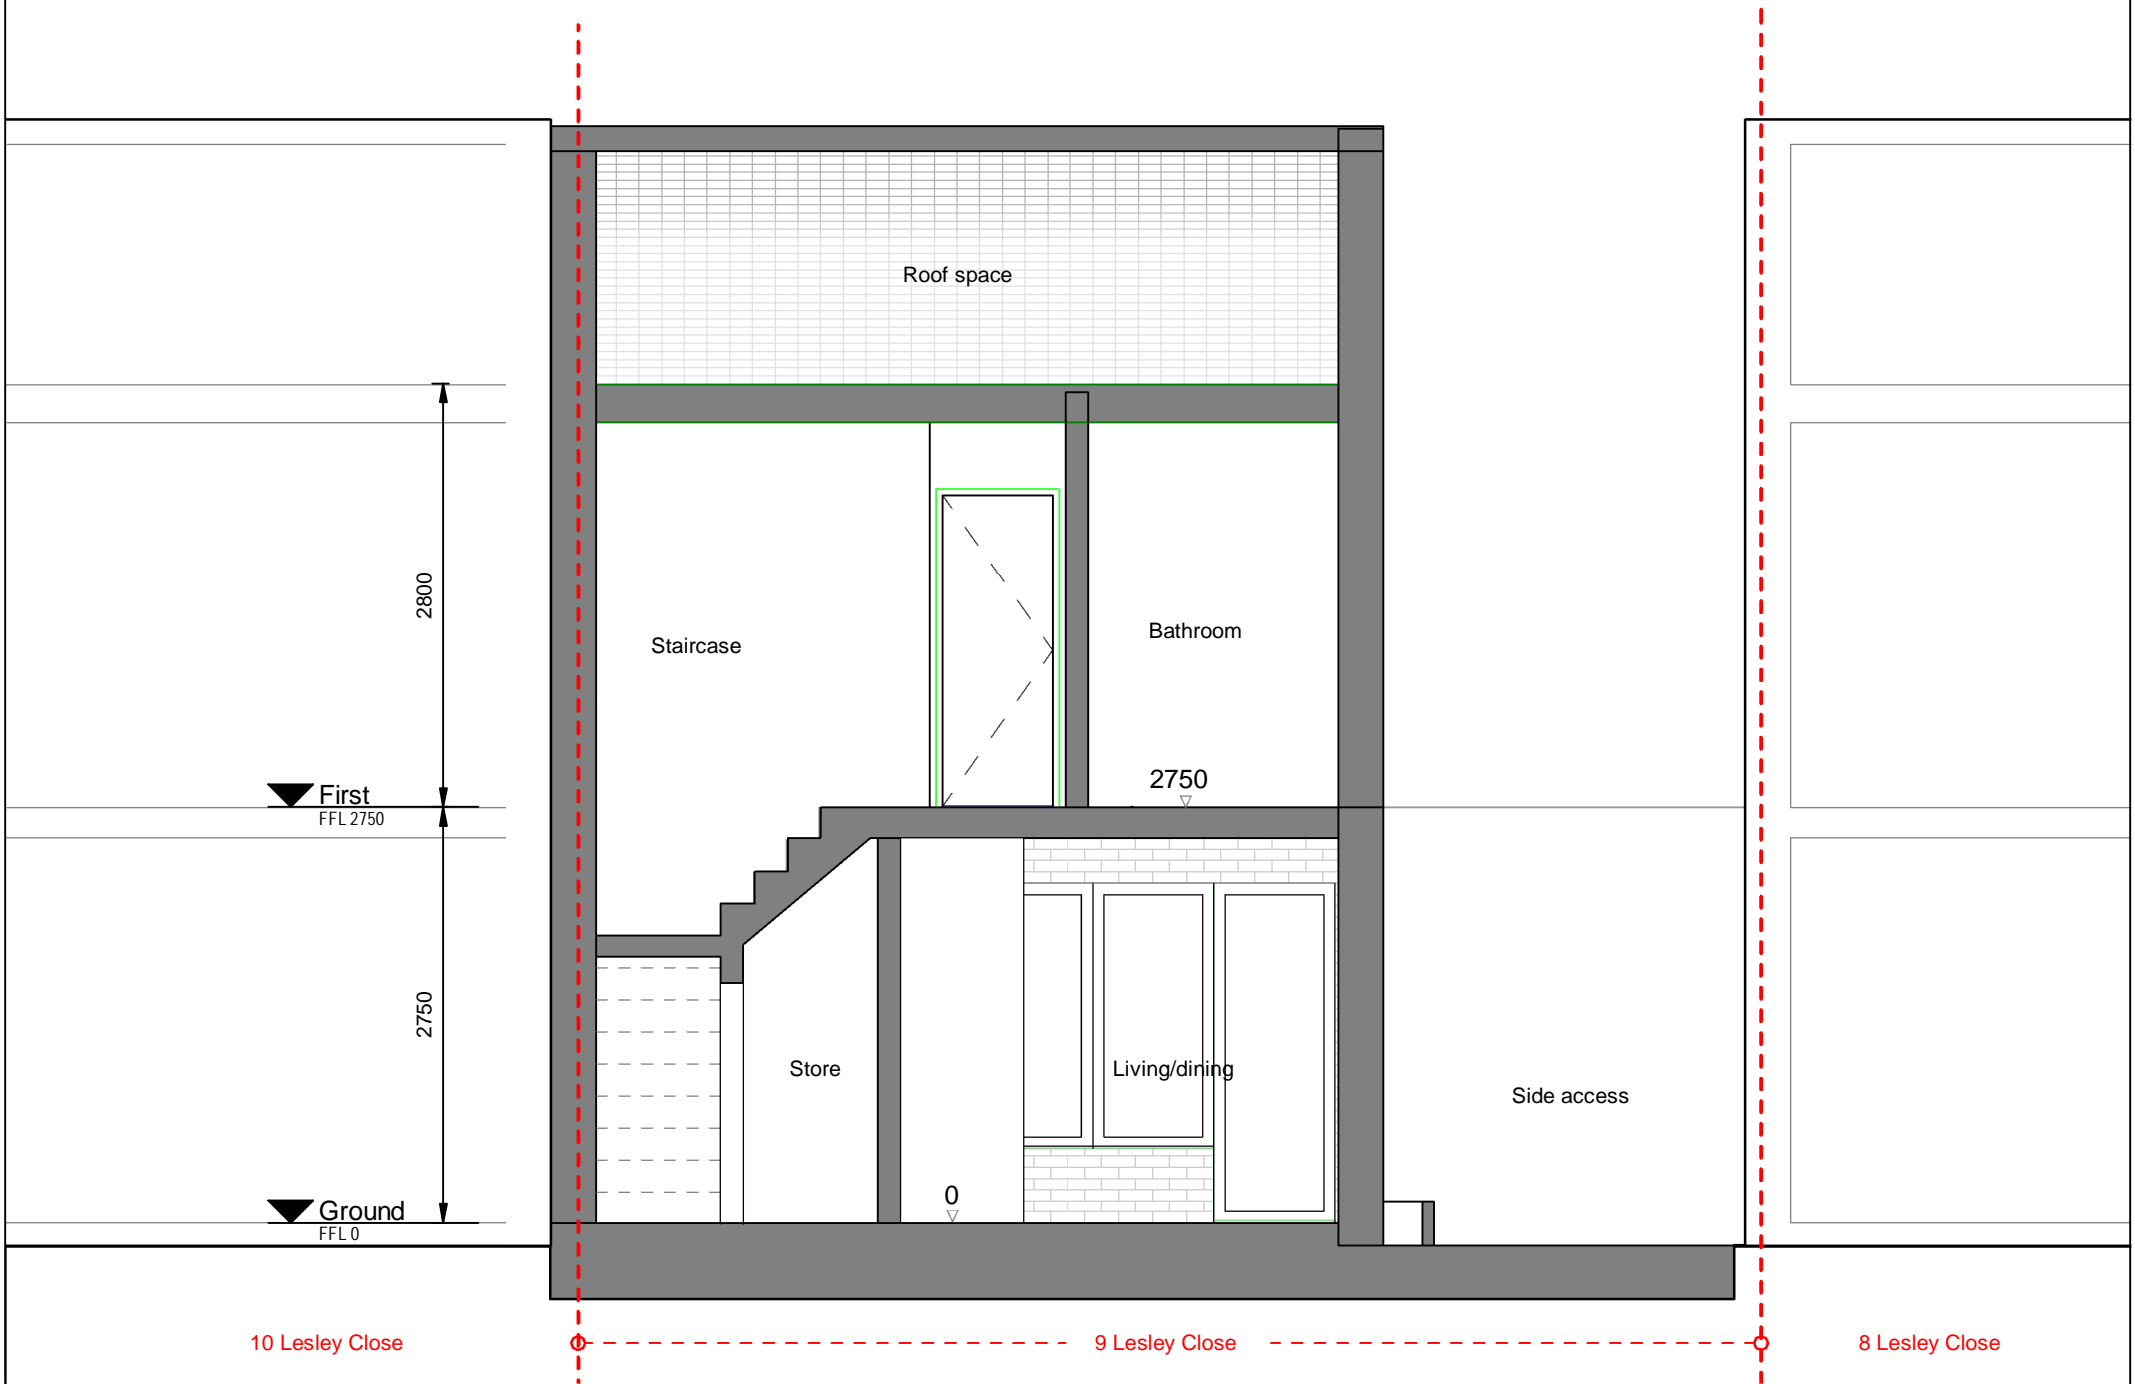 Roof space
2800
Staircase
Bathroom
2750
First
FFL 2750
2750
Store
Living/dining
Side access
0
Ground
FFL 0
10 Lesley Close
9 Lesley Close
8 Lesley Close